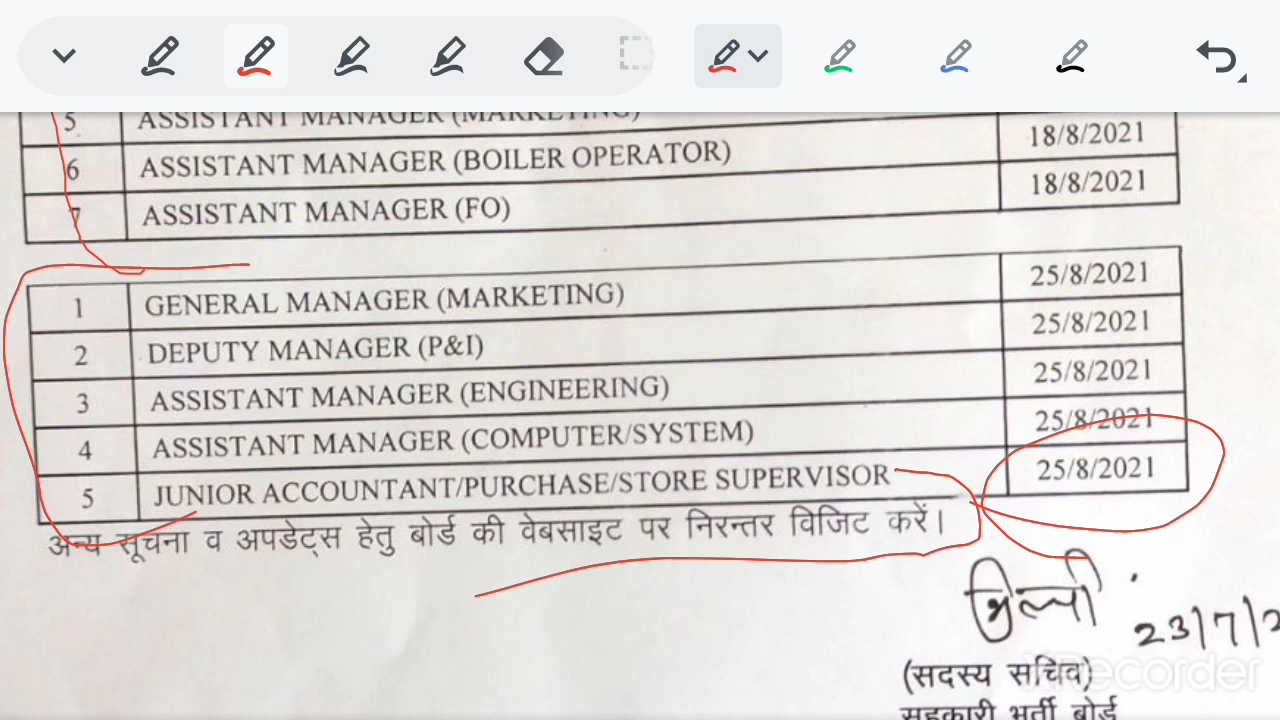 5 ASSISTANT MANAGER (MARKETING)
6 ASSISTANT MANAGER (BOILER OPERATOR) 18/8/2021
7 ASSISTANT MANAGER (FO) 18/8/2021
1 GENERAL MANAGER (MARKETING) 25/8/2021
2 DEPUTY MANAGER (P&I) 25/8/2021
3 ASSISTANT MANAGER (ENGINEERING) 25/8/2021
4 ASSISTANT MANAGER (COMPUTER/SYSTEM) 25/8/2021
5 JUNIOR ACCOUNTANT/PURCHASE/STORE SUPERVISOR 25/8/2021
अन्य सूचना व अपडेट्स हेतु बोर्ड की वेबसाइट पर निरन्तर विजिट करें।
23/7/2
(सदस्य सचिव)
सहकारी भर्ती बोर्ड
XRecorder